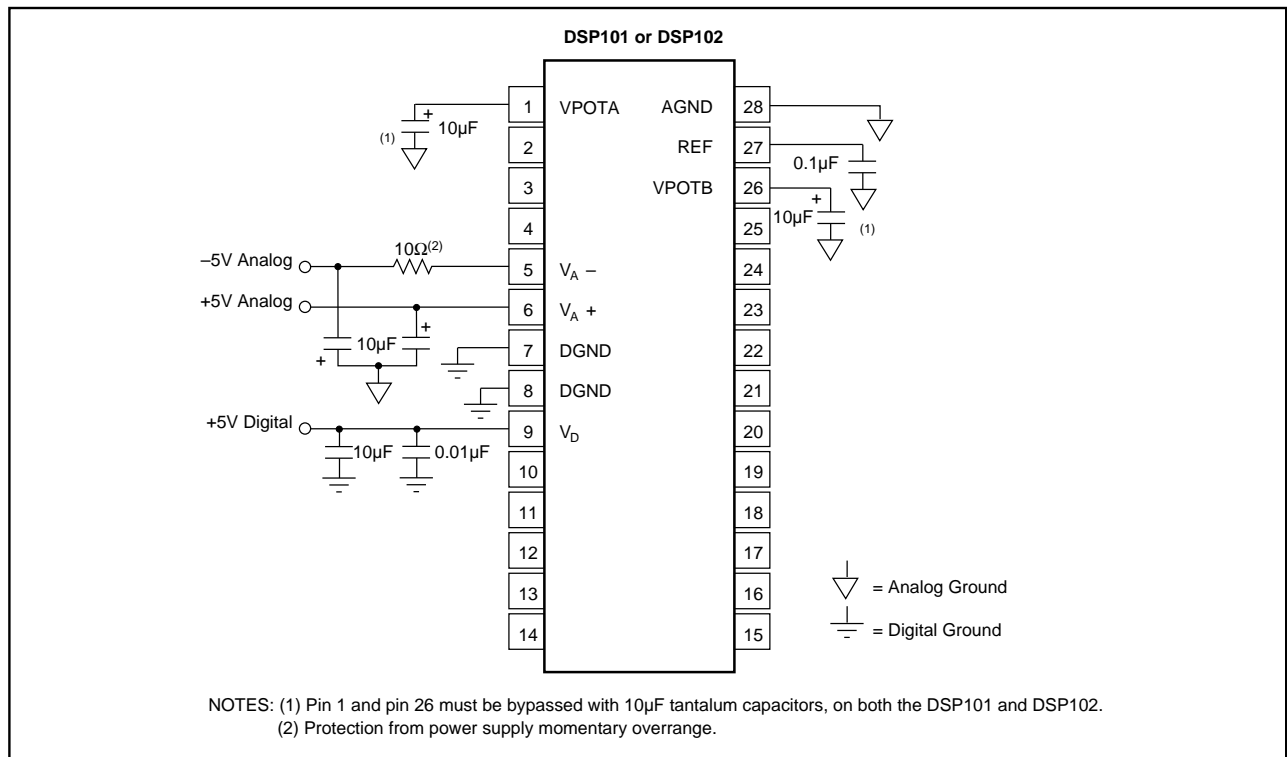 DSP101 or DSP102
1 VPOTA AGND 28
+ 10µF
(1)
2 REF 27
0.1µF
3 VPOTB 26
+
10µF
(1)
4 25
–5V Analog 10Ω(2) 5 VA – 24
+5V Analog 6 VA + 23
+
10µF
+
7 DGND 22
8 DGND 21
+5V Digital 9 VD 20
10µF 0.01µF
10 19
11 18
12 17
13 16
14 15
= Analog Ground
= Digital Ground
NOTES: (1) Pin 1 and pin 26 must be bypassed with 10µF tantalum capacitors, on both the DSP101 and DSP102.
(2) Protection from power supply momentary overrange.